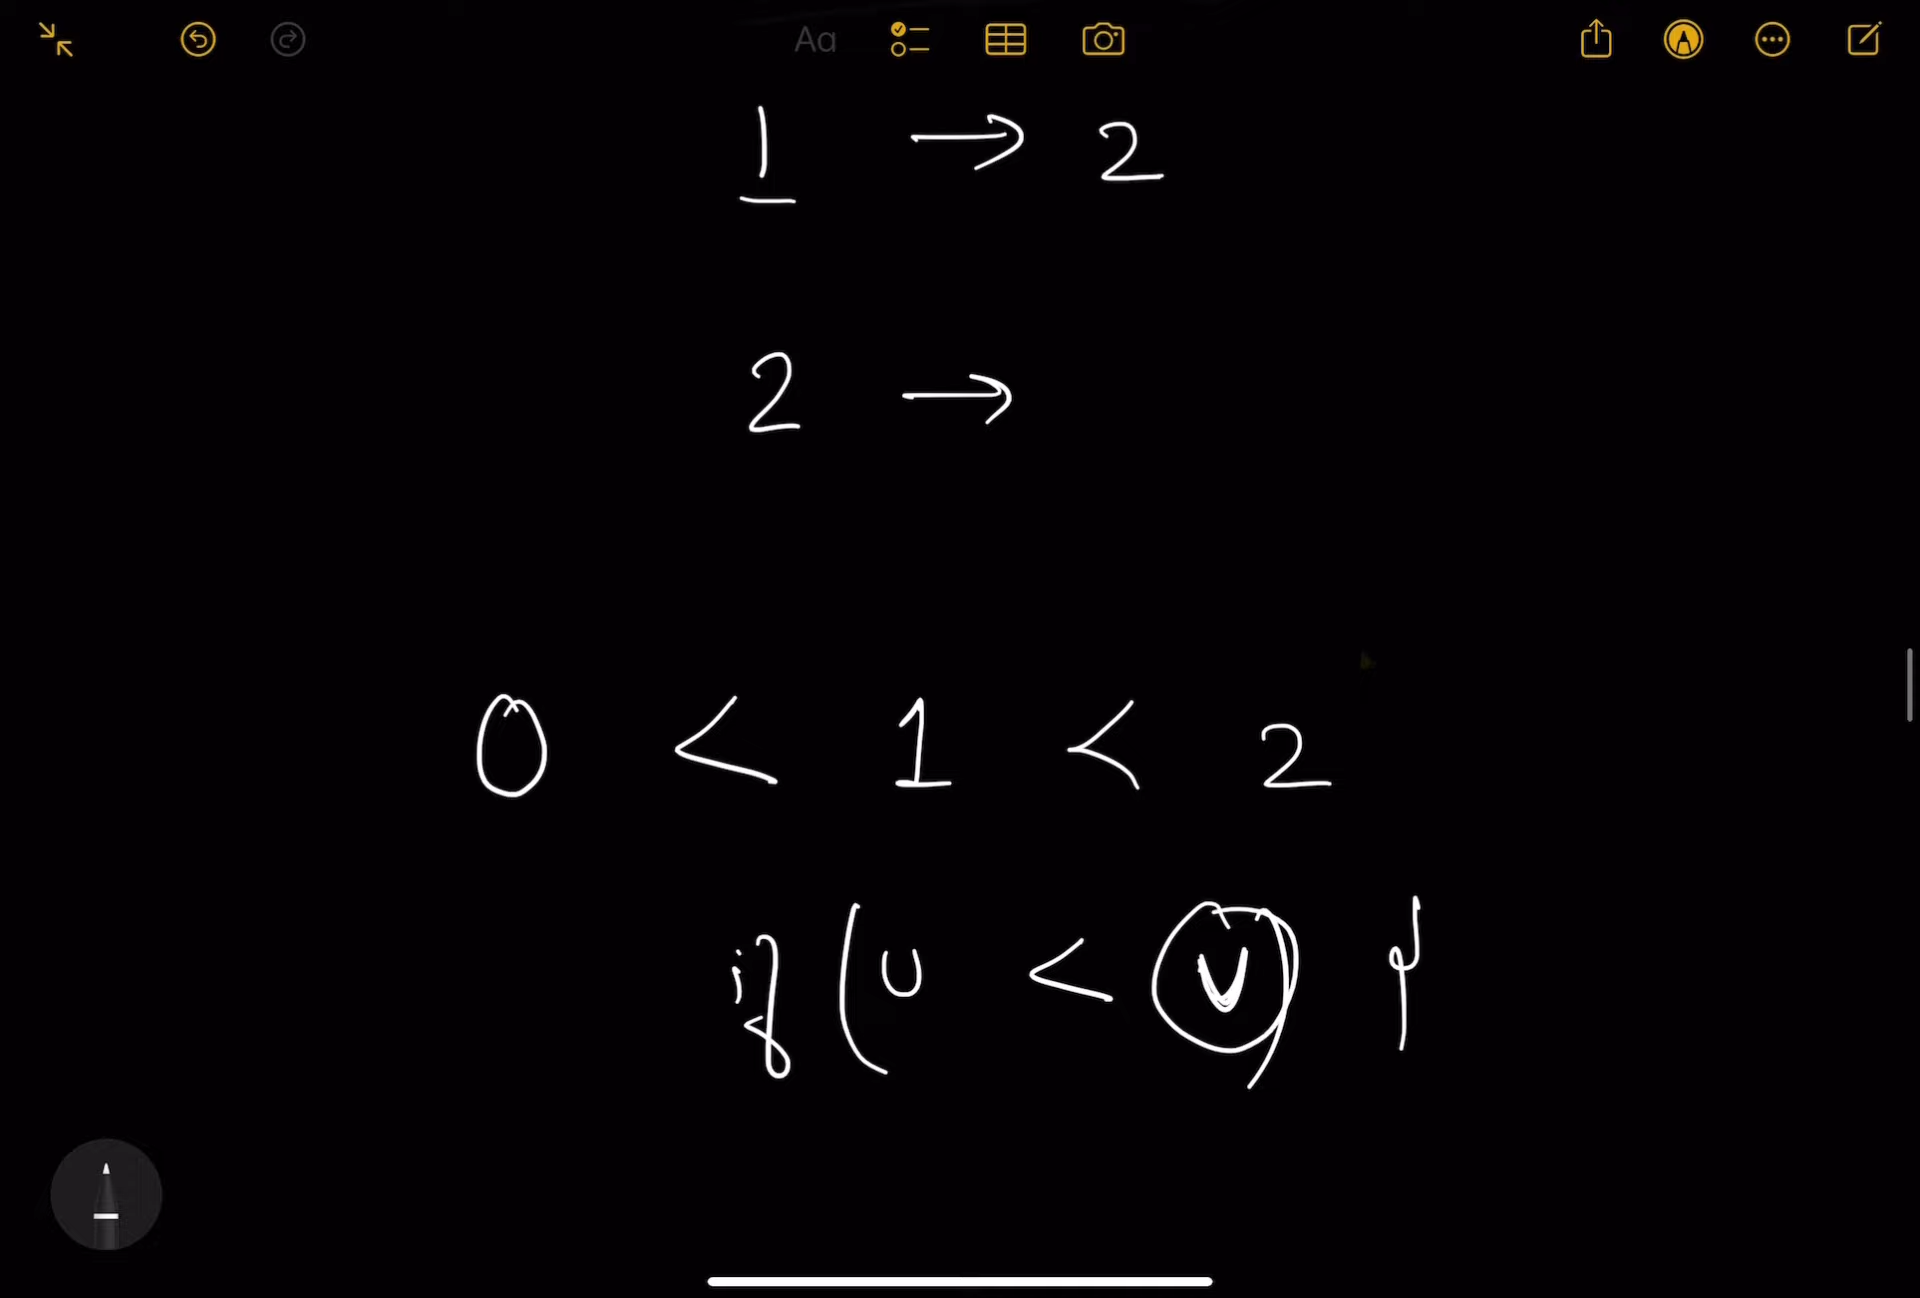 Aa
1 → 2
2 →
0 < 1 < 2
if (u < v) {